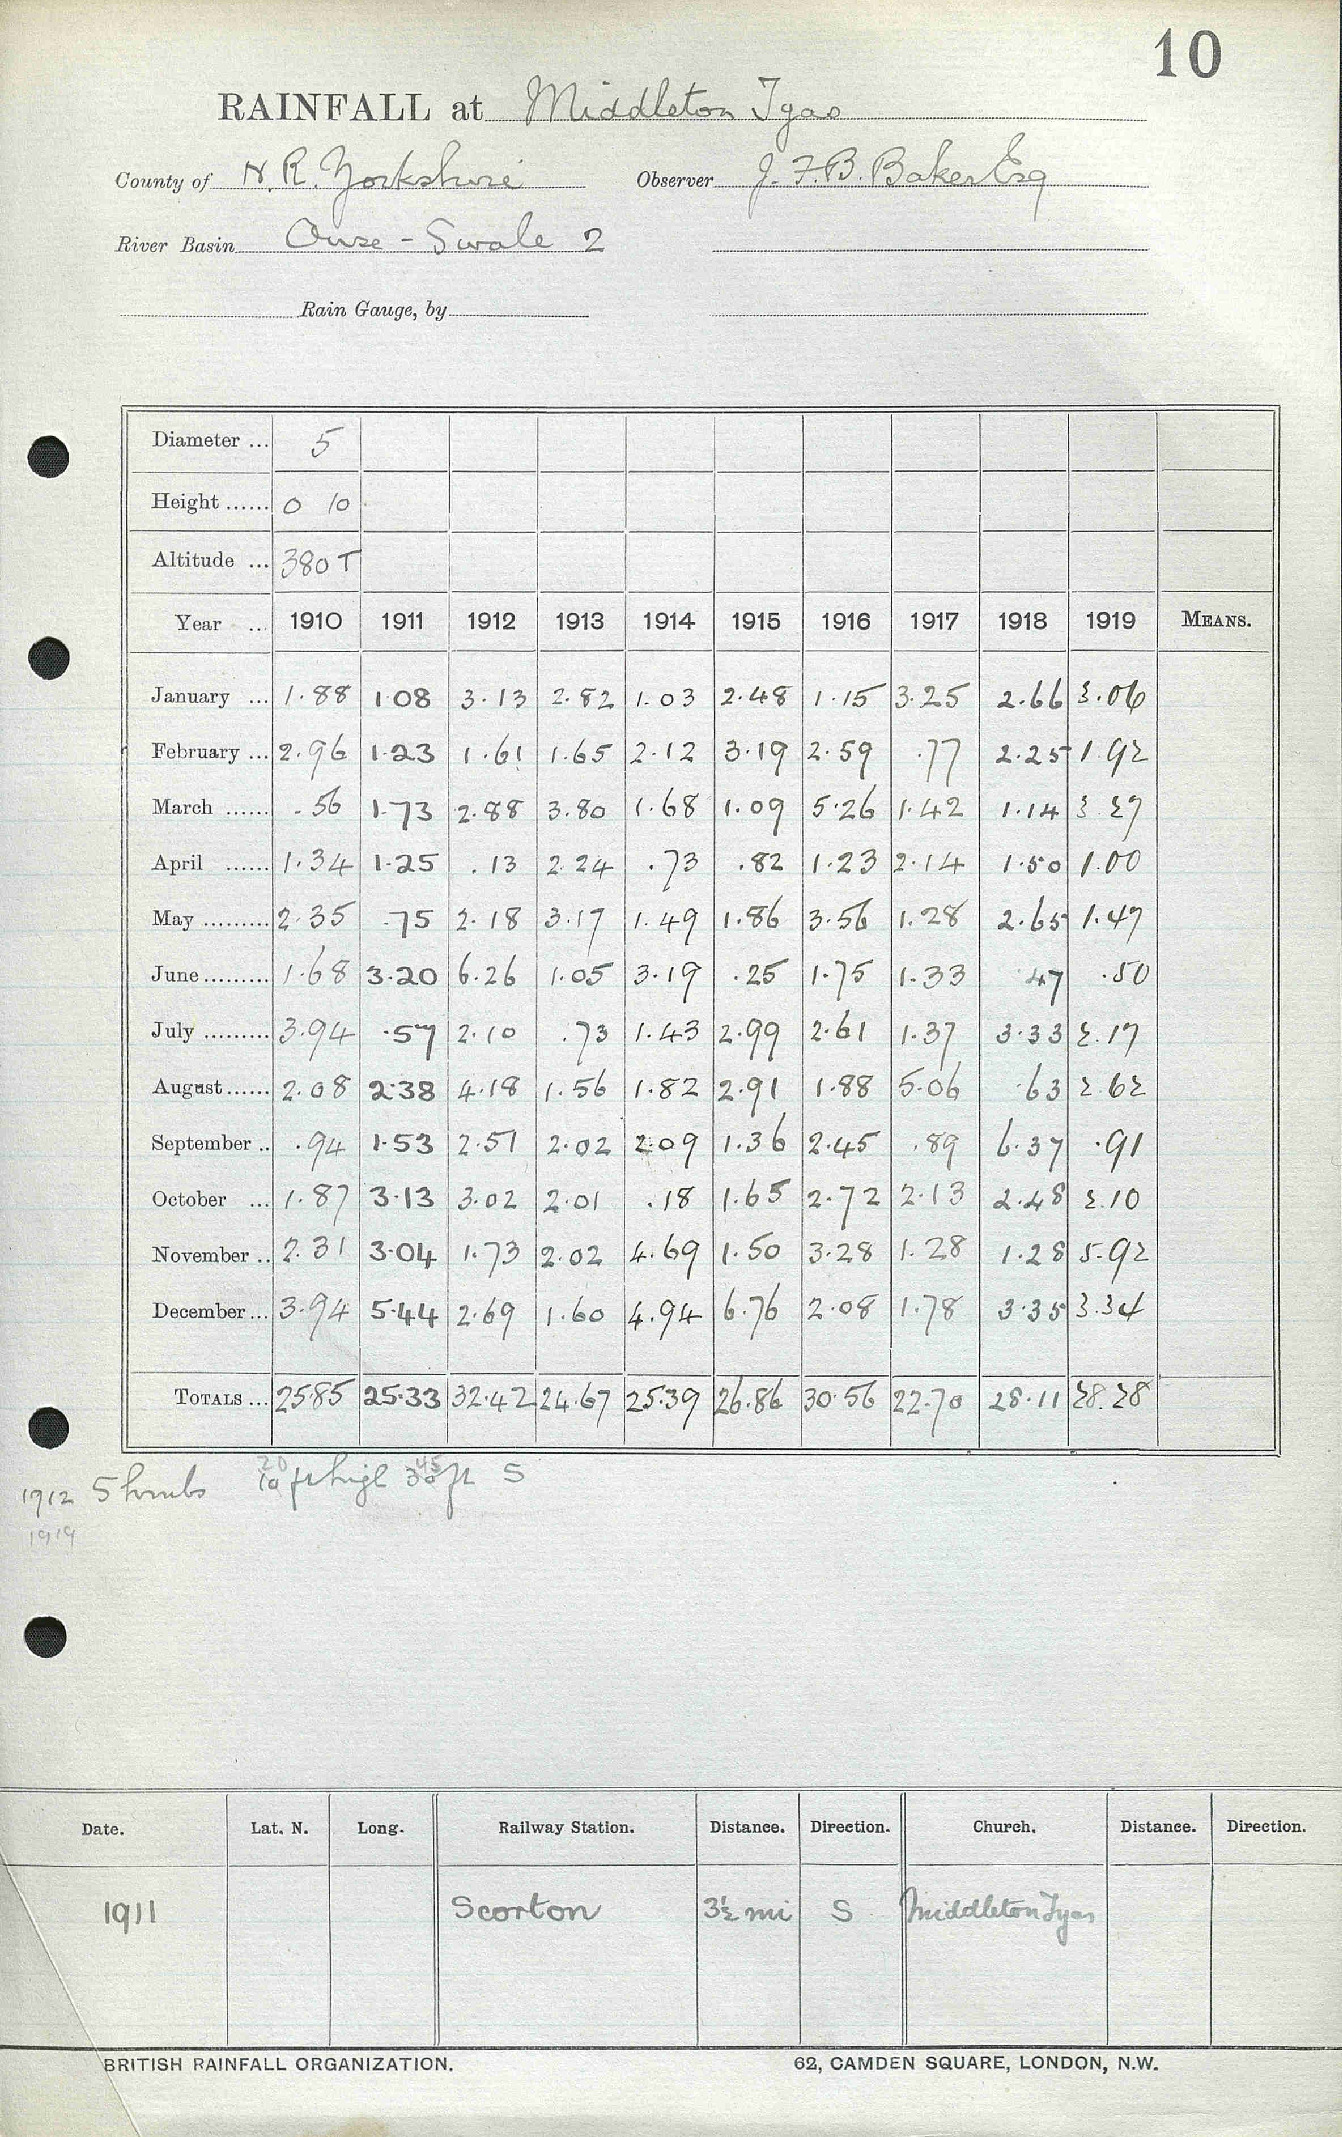 10
RAINFALL at Middleton Tyas
County of N. R. Yorkshire Observer J. F. B. Baker Esq
River Basin Ouse - Swale 2
Rain Gauge, by
Diameter ... 5
Height ...... 0 10
Altitude ... 380 T
Year ... 1910 1911 1912 1913 1914 1915 1916 1917 1918 1919 MEANS.
January ... 1.88 1.08 3.13 2.82 1.03 2.48 1.15 3.25 2.66 3.06
February ... 2.96 1.23 1.61 1.65 2.12 3.19 2.59 .77 2.25 1.92
March ...... .56 1.73 2.88 3.80 1.68 1.09 5.26 1.42 1.14 3.27
April ...... 1.34 1.25 .13 2.24 .73 .82 1.23 2.14 1.50 1.00
May ......... 2.35 .75 2.18 3.17 1.49 1.86 3.56 1.28 2.65 1.47
June ......... 1.68 3.20 6.26 1.05 3.19 .25 1.75 1.33 .47 .50
July ......... 3.94 .57 2.10 .73 1.43 2.99 2.61 1.37 3.33 2.17
August ...... 2.08 2.38 4.18 1.56 1.82 2.91 1.88 5.06 .63 2.62
September .. .94 1.53 2.51 2.02 2.09 1.36 2.45 .89 6.37 .91
October ... 1.87 3.13 3.02 2.01 .18 1.65 2.72 2.13 2.48 2.10
November .. 2.31 3.04 1.73 2.02 4.69 1.50 3.28 1.28 1.28 5.92
December ... 3.94 5.44 2.69 1.60 4.94 6.76 2.08 1.78 3.35 3.34
TOTALS ... 25.85 25.33 32.42 24.67 25.39 26.86 30.56 22.70 28.11 28.28
20 45
1912 Shrubs 10 ft high 30 ft S
1919
Date. Lat. N. Long. Railway Station. Distance. Direction. Church. Distance. Direction.
1911 Scorton 3½ mi S Middleton Tyas
BRITISH RAINFALL ORGANIZATION. 62, CAMDEN SQUARE, LONDON, N.W.